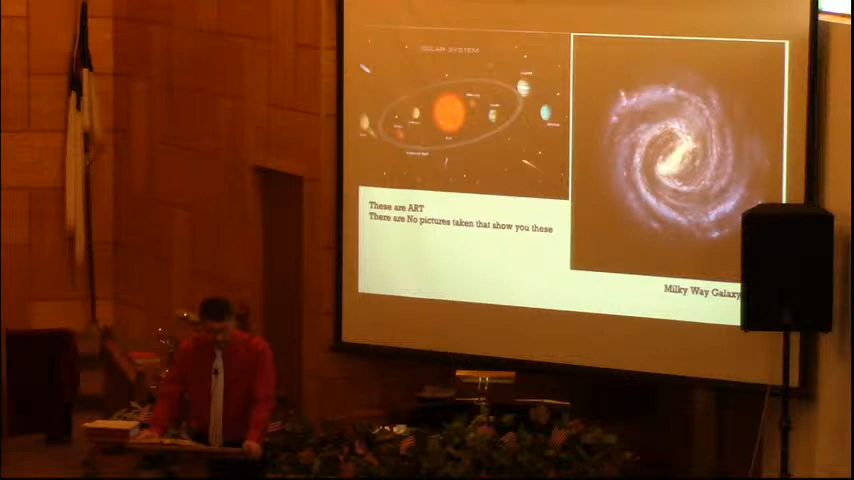 SOLAR SYSTEM
These are ART
There are No pictures taken that show you these
Milky Way Galaxy